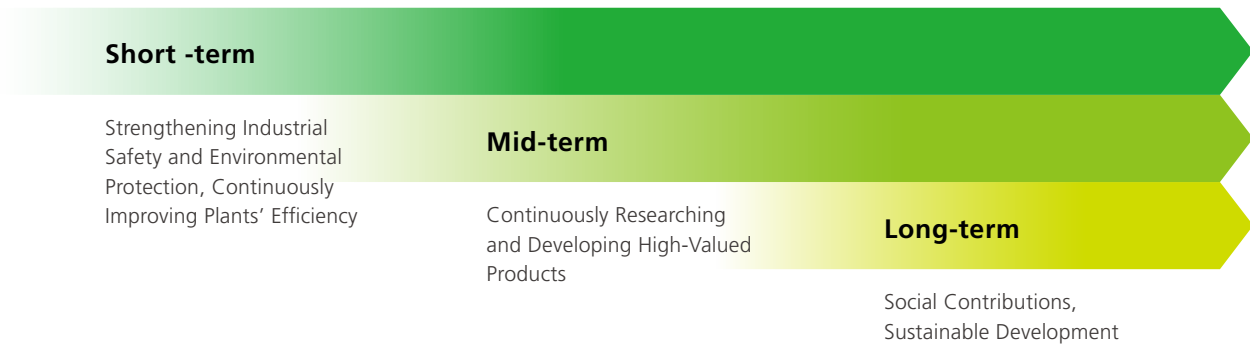 Short -term
Strengthening Industrial
Safety and Environmental
Protection, Continuously
Improving Plants’ Efficiency
Mid-term
Continuously Researching
and Developing High-Valued
Products
Long-term
Social Contributions,
Sustainable Development